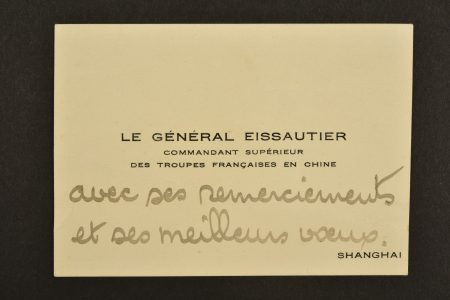 LE GÉNÉRAL EISSAUTIER
COMMANDANT SUPÉRIEUR
DES TROUPES FRANÇAISES EN CHINE
avec ses remerciements
et ses meilleurs vœux.
SHANGHAI